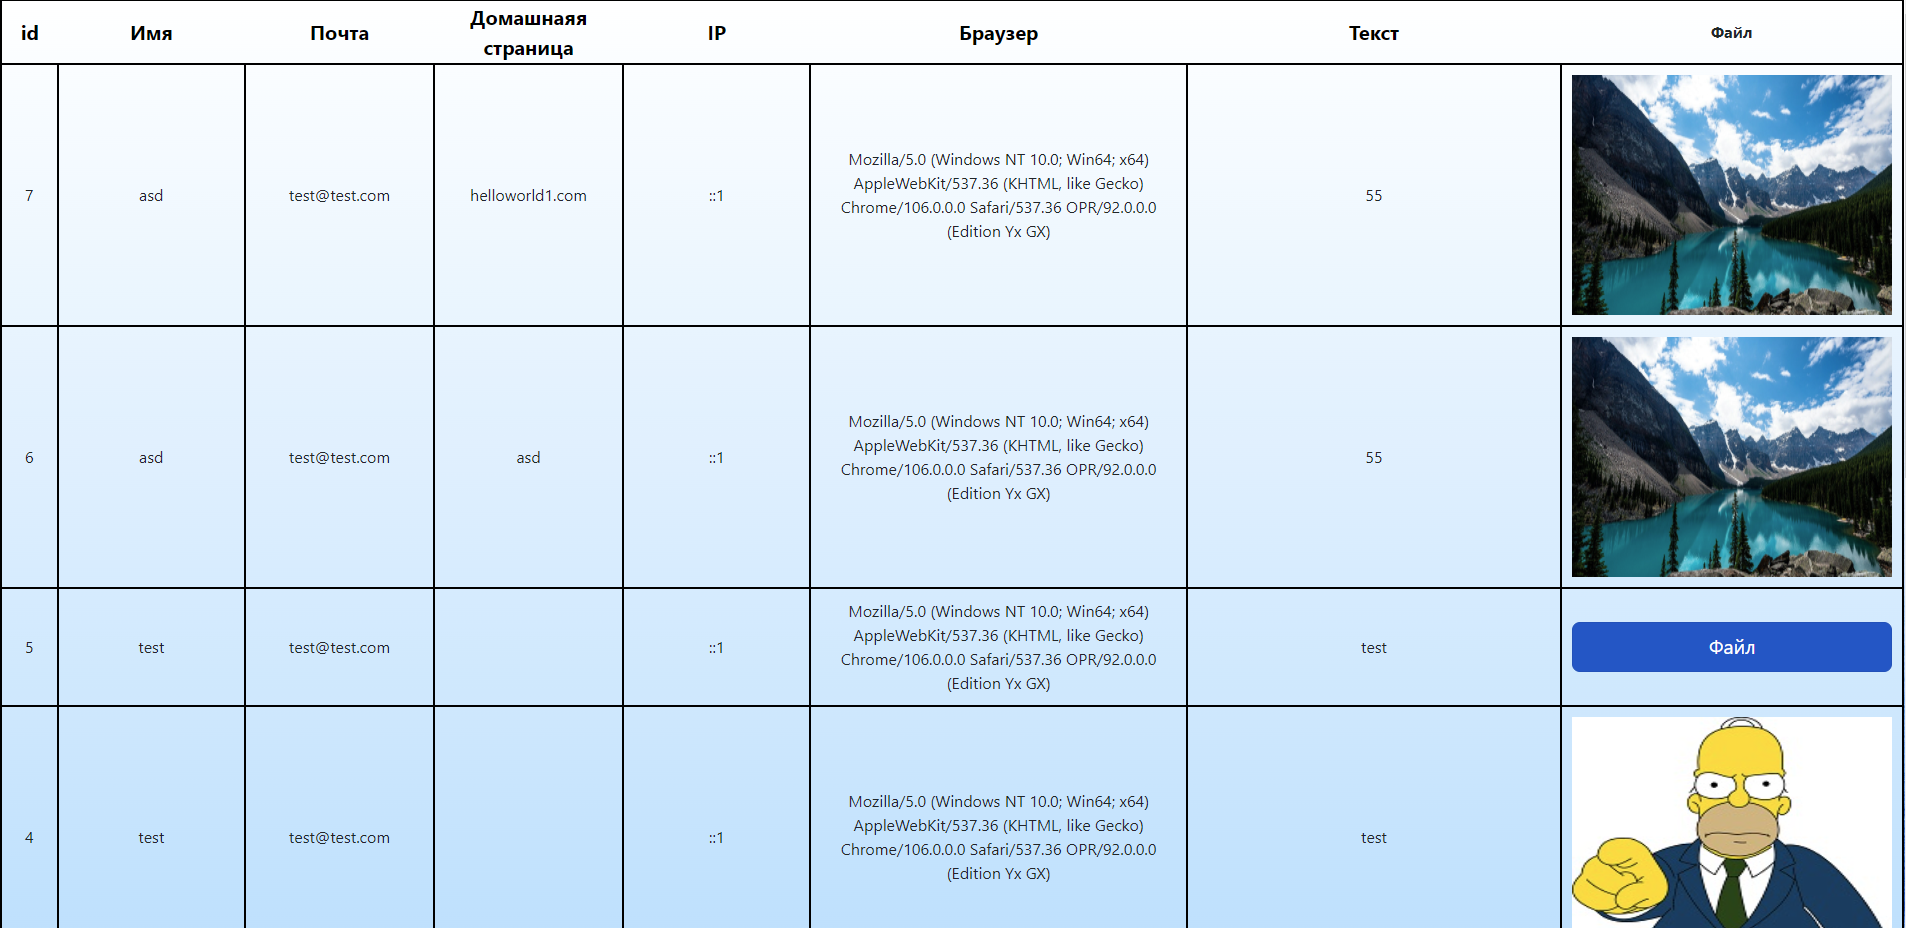 id Имя Почта Домашнаяя страница IP Браузер Текст Файл
7 asd test@test.com helloworld1.com ::1 Mozilla/5.0 (Windows NT 10.0; Win64; x64)
AppleWebKit/537.36 (KHTML, like Gecko)
Chrome/106.0.0.0 Safari/537.36 OPR/92.0.0.0
(Edition Yx GX) 55
6 asd test@test.com asd ::1 Mozilla/5.0 (Windows NT 10.0; Win64; x64)
AppleWebKit/537.36 (KHTML, like Gecko)
Chrome/106.0.0.0 Safari/537.36 OPR/92.0.0.0
(Edition Yx GX) 55
5 test test@test.com ::1 Mozilla/5.0 (Windows NT 10.0; Win64; x64)
AppleWebKit/537.36 (KHTML, like Gecko)
Chrome/106.0.0.0 Safari/537.36 OPR/92.0.0.0
(Edition Yx GX) test Файл
4 test test@test.com ::1 Mozilla/5.0 (Windows NT 10.0; Win64; x64)
AppleWebKit/537.36 (KHTML, like Gecko)
Chrome/106.0.0.0 Safari/537.36 OPR/92.0.0.0
(Edition Yx GX) test